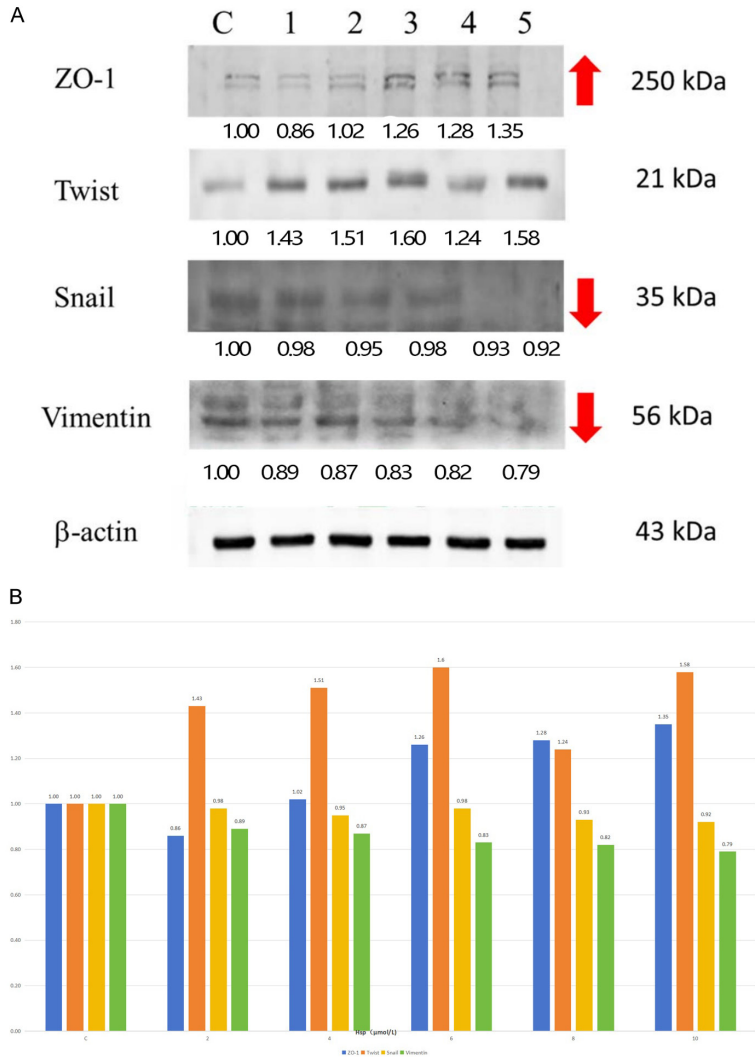 A
C 1 2 3 4 5
ZO-1 250 kDa
1.00 0.86 1.02 1.26 1.28 1.35
Twist 21 kDa
1.00 1.43 1.51 1.60 1.24 1.58
Snail 35 kDa
1.00 0.98 0.95 0.98 0.93 0.92
Vimentin 56 kDa
1.00 0.89 0.87 0.83 0.82 0.79
β-actin 43 kDa
B
1.80
1.60
1.40
1.20
1.00
0.80
0.60
0.40
0.20
0.00
1.00 1.00 1.00 1.00
0.86 1.43 0.98 0.89
1.02 1.51 0.95 0.87
1.26 1.6 0.98 0.83
1.28 1.24 0.93 0.82
1.35 1.58 0.92 0.79
C 2 4 6 8 10
Hsp (μmol/L)
ZO-1 Twist Snail Vimentin